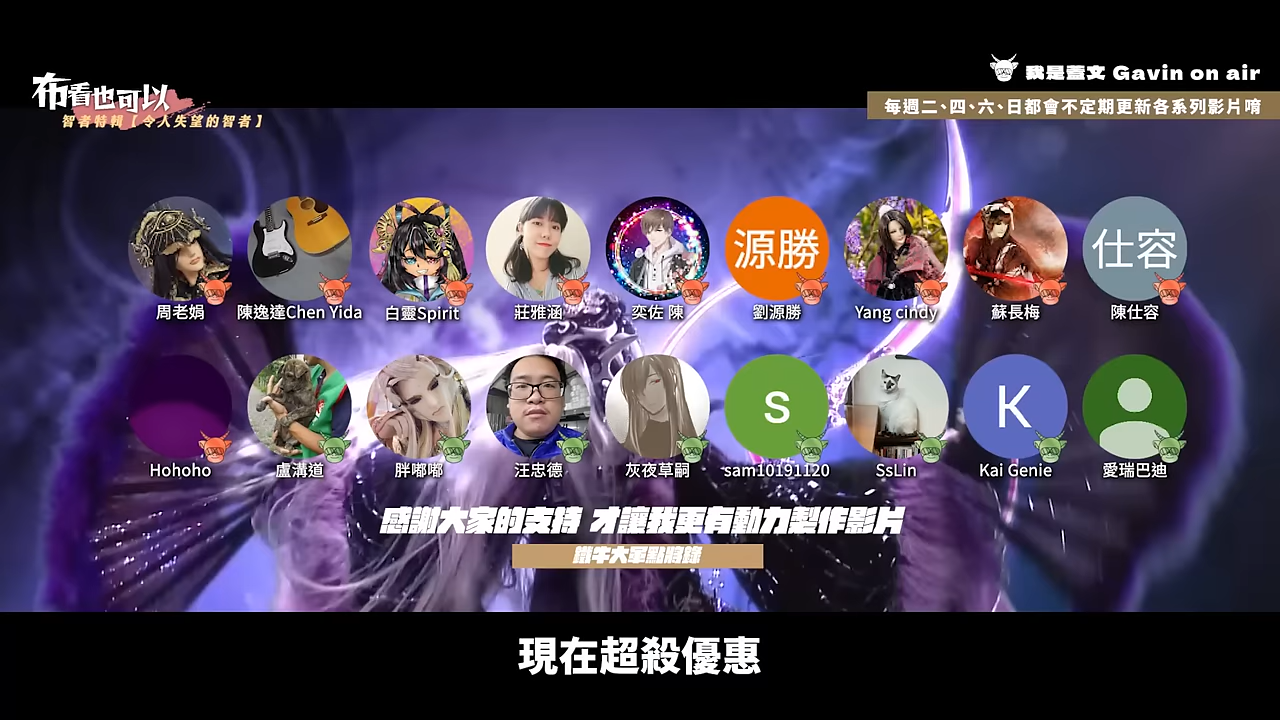 我是蓋文 Gavin on air
布看也可以
智者特輯【令人失望的智者】
每週二、四、六、日都會不定期更新各系列影片唷
源勝
仕容
周老娟
陳逸達Chen Yida
白靈Spirit
莊雅涵
奕佐 陳
劉源勝
Yang cindy
蘇長梅
陳仕容
S
K
Hohoho
盧溝道
胖嘟嘟
汪忠德
灰夜草嗣
sam10191120
SsLin
Kai Genie
愛瑞巴迪
感謝大家的支持 才讓我更有動力製作影片
鐵牛大軍點將錄
現在超殺優惠